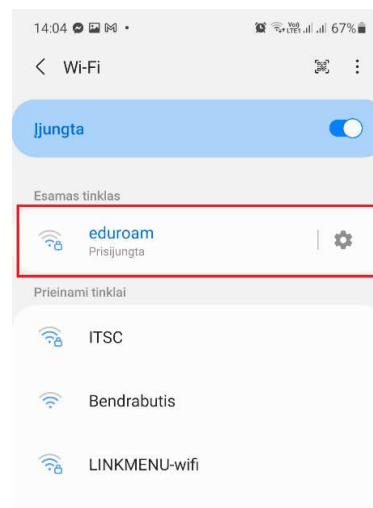 14:04 67%
Wi-Fi
Įjungta
Esamas tinklas
eduroam
Prisijungta
Prieinami tinklai
ITSC
Bendrabutis
LINKMENU-wifi